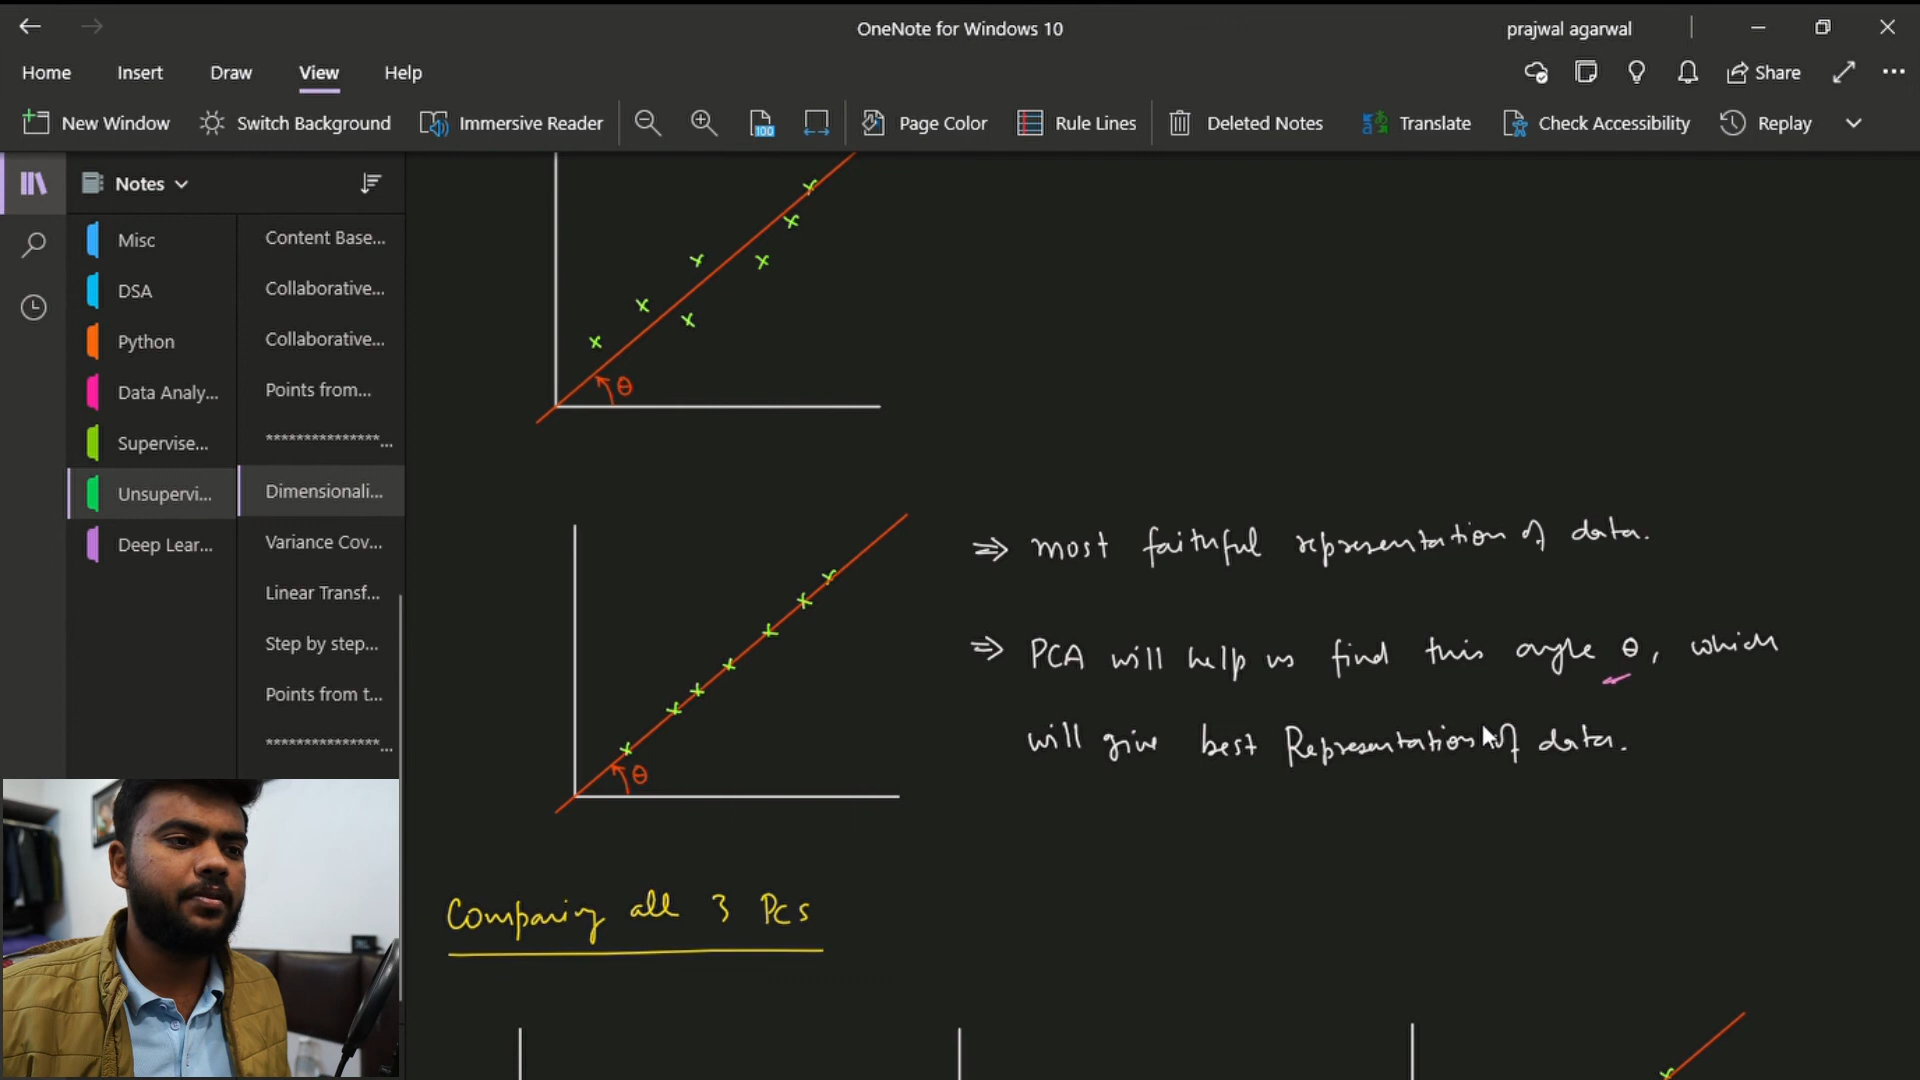 OneNote for Windows 10
prajwal agarwal
Home Insert Draw View Help
Share
New Window Switch Background Immersive Reader 100 Page Color Rule Lines Deleted Notes Translate Check Accessibility Replay
Notes
Misc
DSA
Python
Data Analy...
Supervise...
Unsupervi...
Deep Lear...
Content Base...
Collaborative...
Collaborative...
Points from...
***************...
Dimensionali...
Variance Cov...
Linear Transf...
Step by step...
Points from t...
***************...
θ
θ
⇒ most faithful representation of data.
⇒ PCA will help us find this angle θ, which
will give best Representation of data.
Comparing all 3 PCs